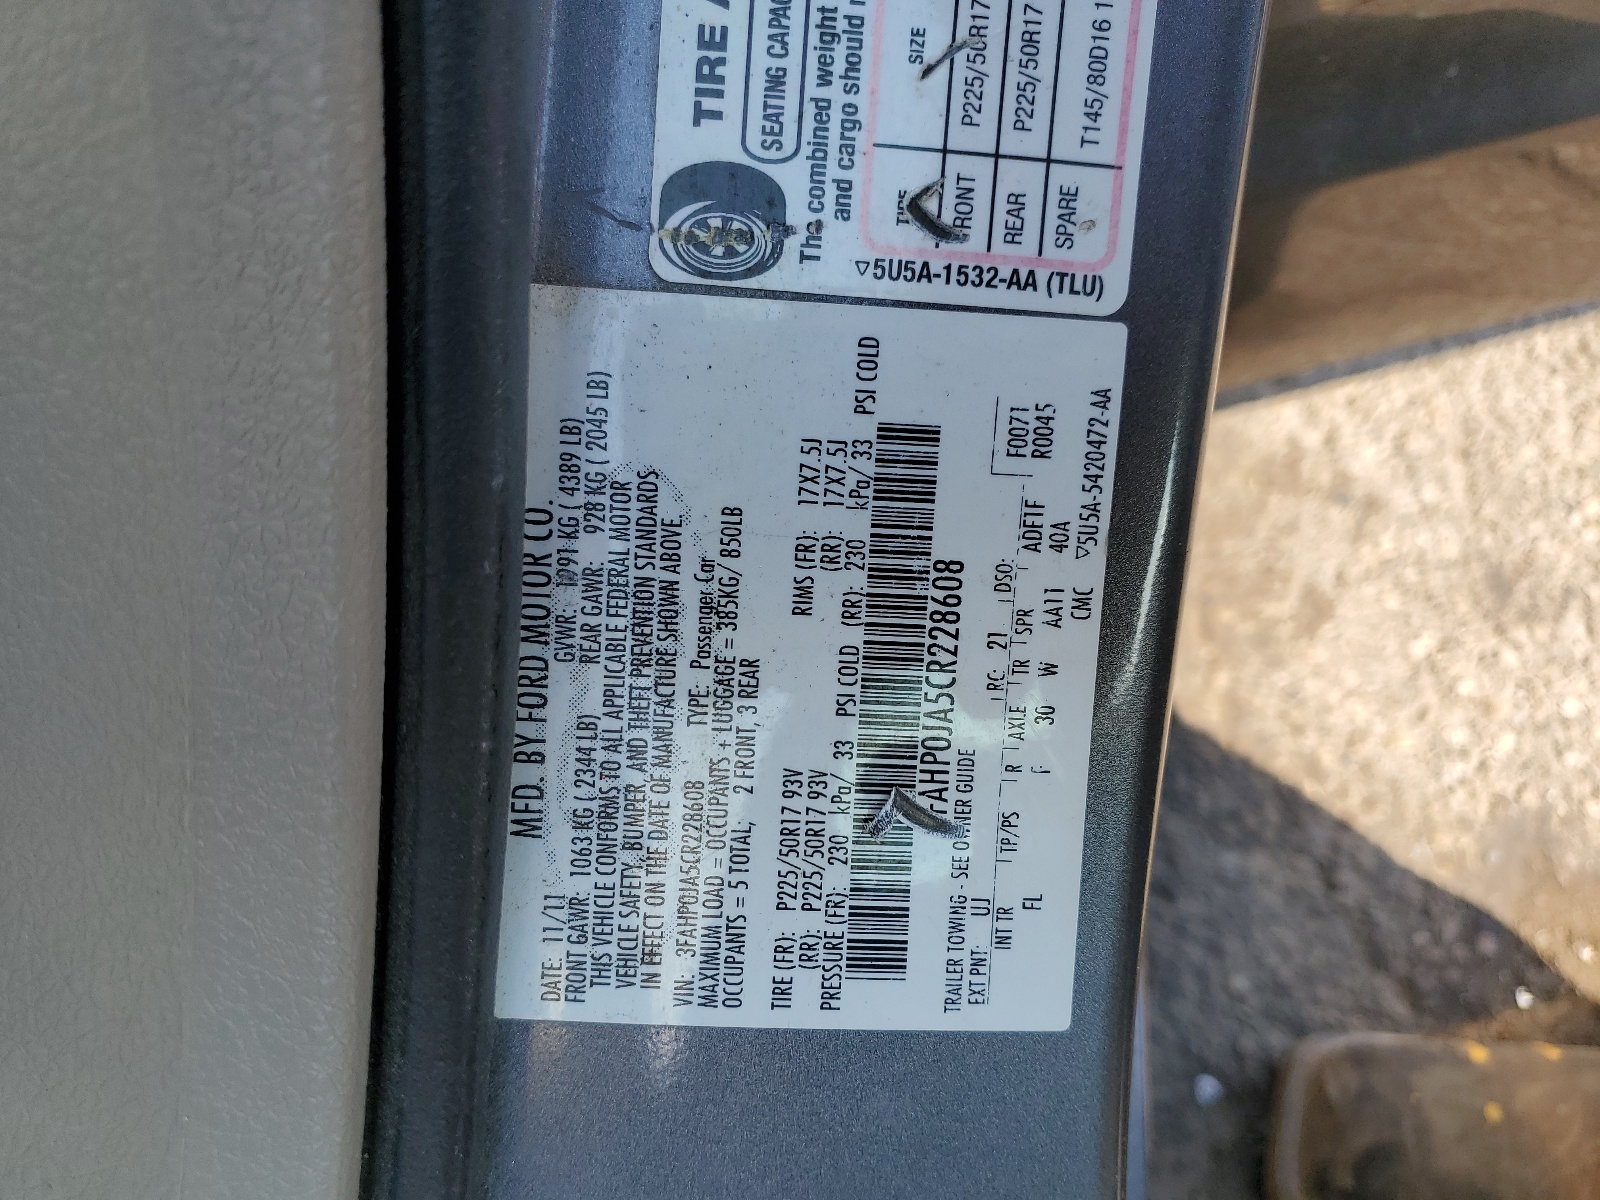 MFD. BY FORD MOTOR CO.
DATE: 11/11 GVWR: 1991 KG ( 4389 LB)
FRONT GAWR: 1063 KG ( 2344 LB) REAR GAWR: 928 KG ( 2045 LB)
THIS VEHICLE CONFORMS TO ALL APPLICABLE FEDERAL MOTOR
VEHICLE SAFETY, BUMPER, AND THEFT PREVENTION STANDARDS
IN EFFECT ON THE DATE OF MANUFACTURE SHOWN ABOVE.
VIN: 3FAHP0JA5CR228608 TYPE: Passenger Car
MAXIMUM LOAD = OCCUPANTS + LUGGAGE = 385KG/ 850LB
OCCUPANTS = 5 TOTAL, 2 FRONT, 3 REAR
TIRE (FR): P225/50R17 93V RIMS (FR): 17X7.5J
(RR): P225/50R17 93V (RR): 17X7.5J
PRESSURE (FR): 230 kPa/ 33 PSI COLD (RR): 230 kPa/ 33 PSI COLD
FAHP0JA5CR228608
TRAILER TOWING - SEE OWNER GUIDE
EXT PNT: UJ RC: 21 DSO: F0071
INT TR TP/PS R AXLE TR SPR ADF1F R0045
FL F 30 W AA11 40A
CMC ▽5U5A-5420472-AA
TIRE
SEATING CAPAC
The combined weight
and cargo should
TIRE SIZE
FRONT P225/50R17
REAR P225/50R17
SPARE T145/80D16 1
▽5U5A-1532-AA (TLU)